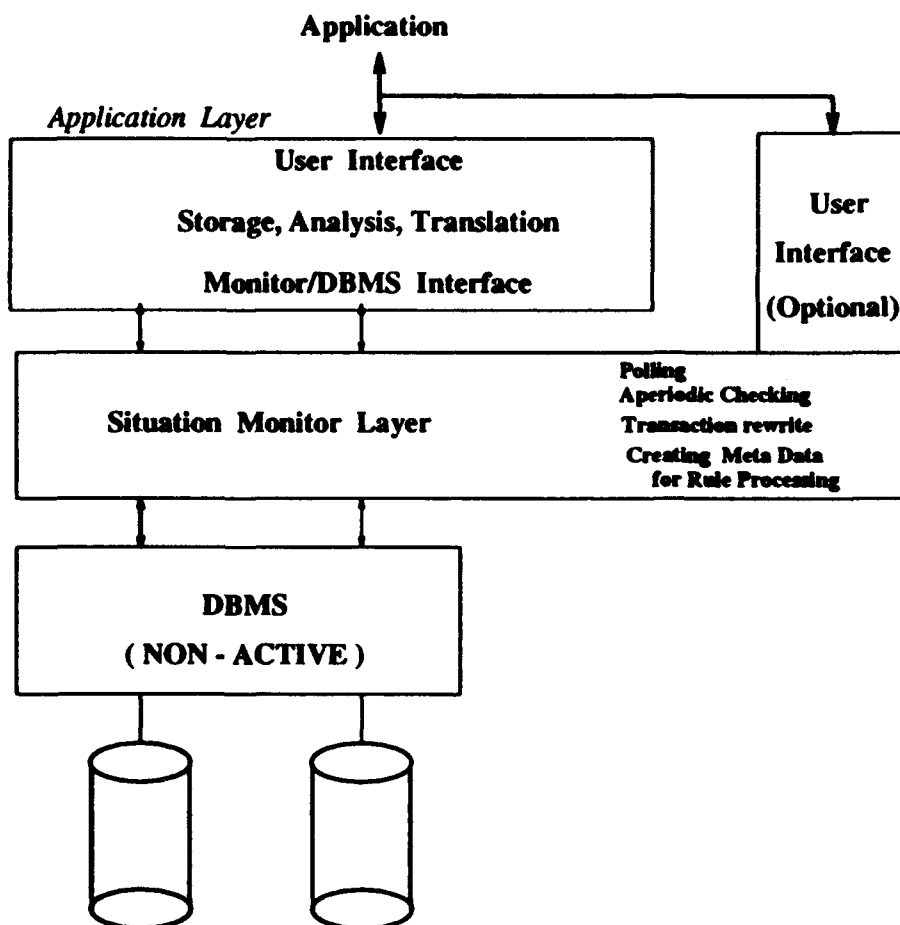 Application
Application Layer
User Interface
Storage, Analysis, Translation
Monitor/DBMS Interface
User
Interface
(Optional)
Situation Monitor Layer
Polling
Aperiodic Checking
Transaction rewrite
Creating Meta Data
for Rule Processing
DBMS
( NON - ACTIVE )